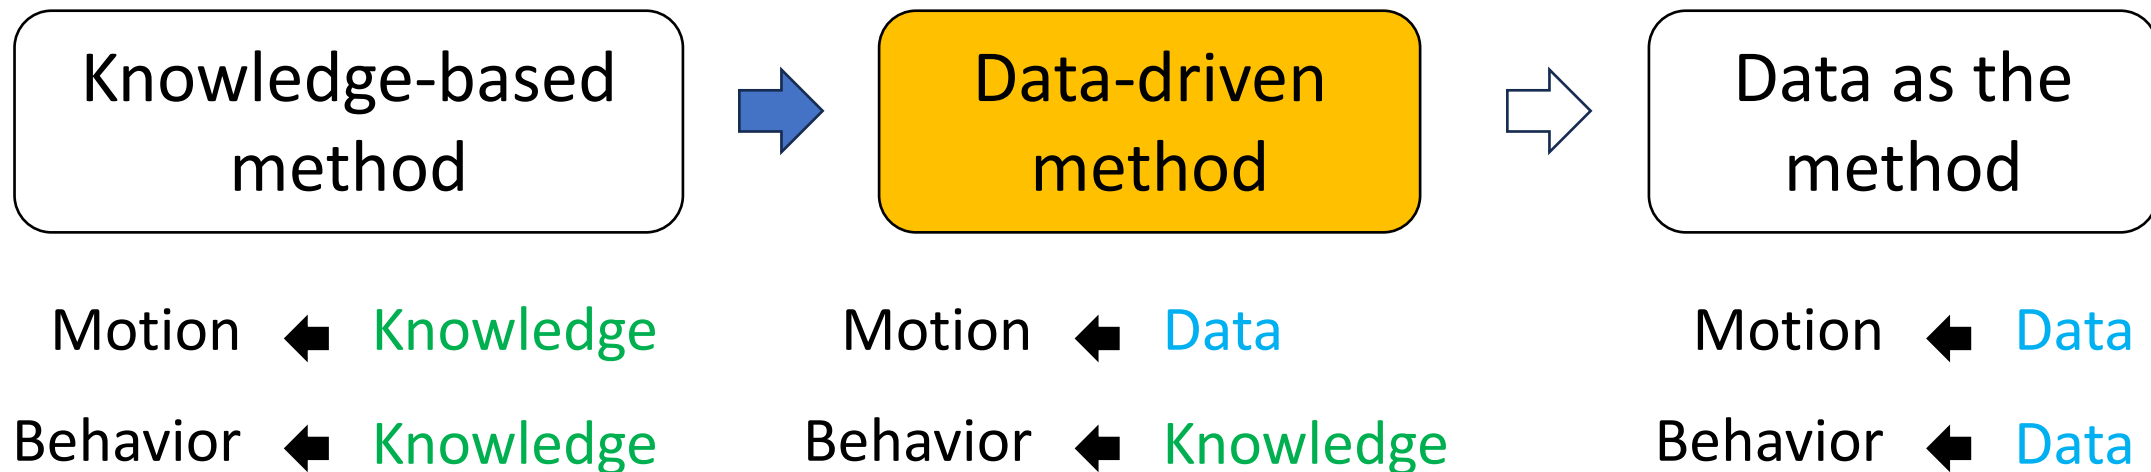 Knowledge-based
method
Data-driven
method
Data as the
method
Motion Knowledge
Behavior Knowledge
Motion Data
Behavior Knowledge
Motion Data
Behavior Data